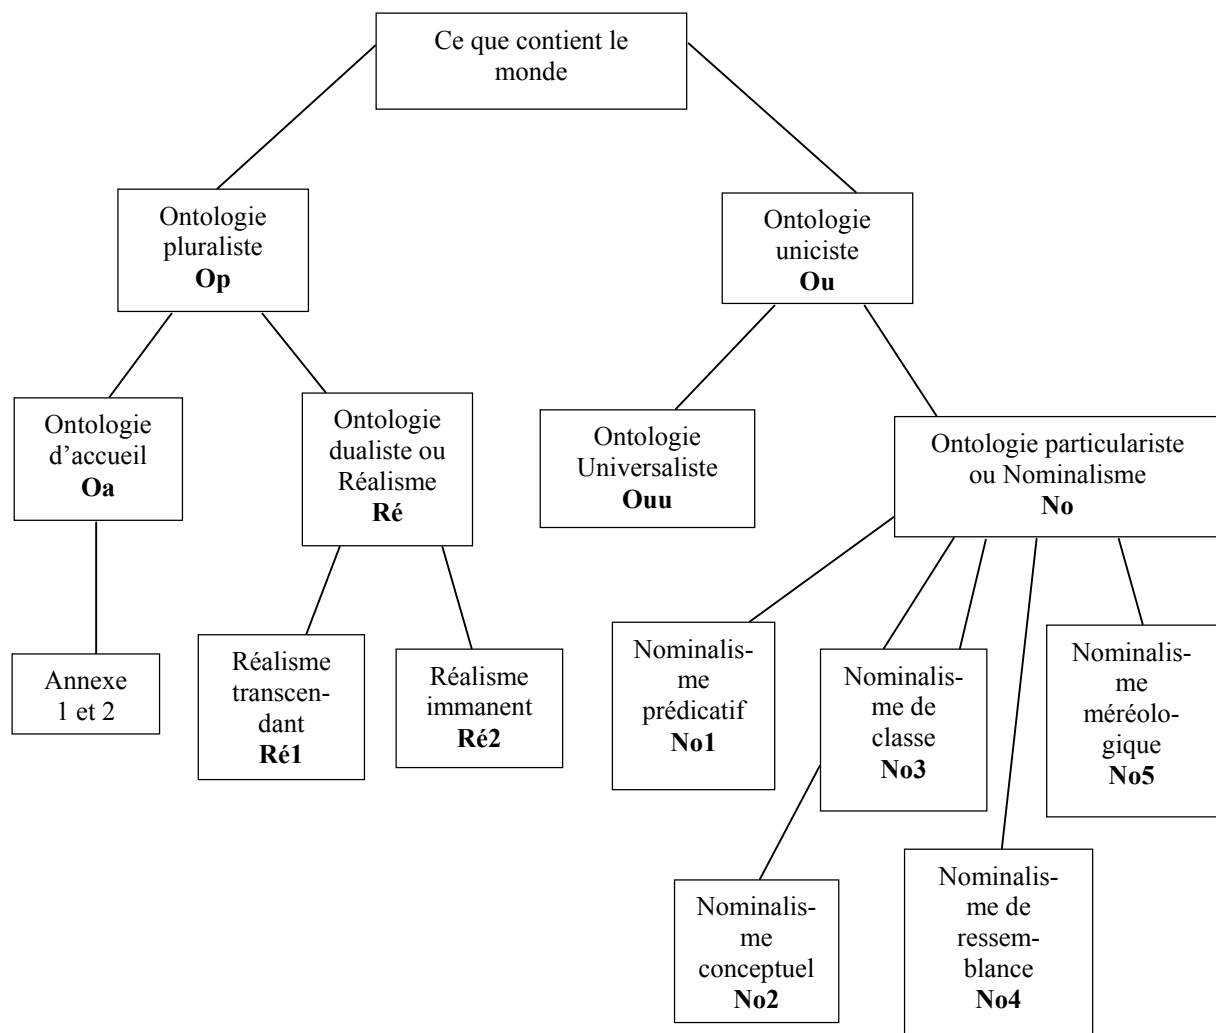 Ce que contient le
monde
Ontologie
pluraliste
Op
Ontologie
uniciste
Ou
Ontologie
d’accueil
Oa
Ontologie
dualiste ou
Réalisme
Ré
Ontologie
Universaliste
Ouu
Ontologie particulariste
ou Nominalisme
No
Annexe
1 et 2
Réalisme
transcen-
dant
Ré1
Réalisme
immanent
Ré2
Nominalis-
me
prédicatif
No1
Nominalis-
me de
classe
No3
Nominalis-
me
méréolo-
gique
No5
Nominalis-
me
conceptuel
No2
Nominalis-
me de
ressem-
blance
No4